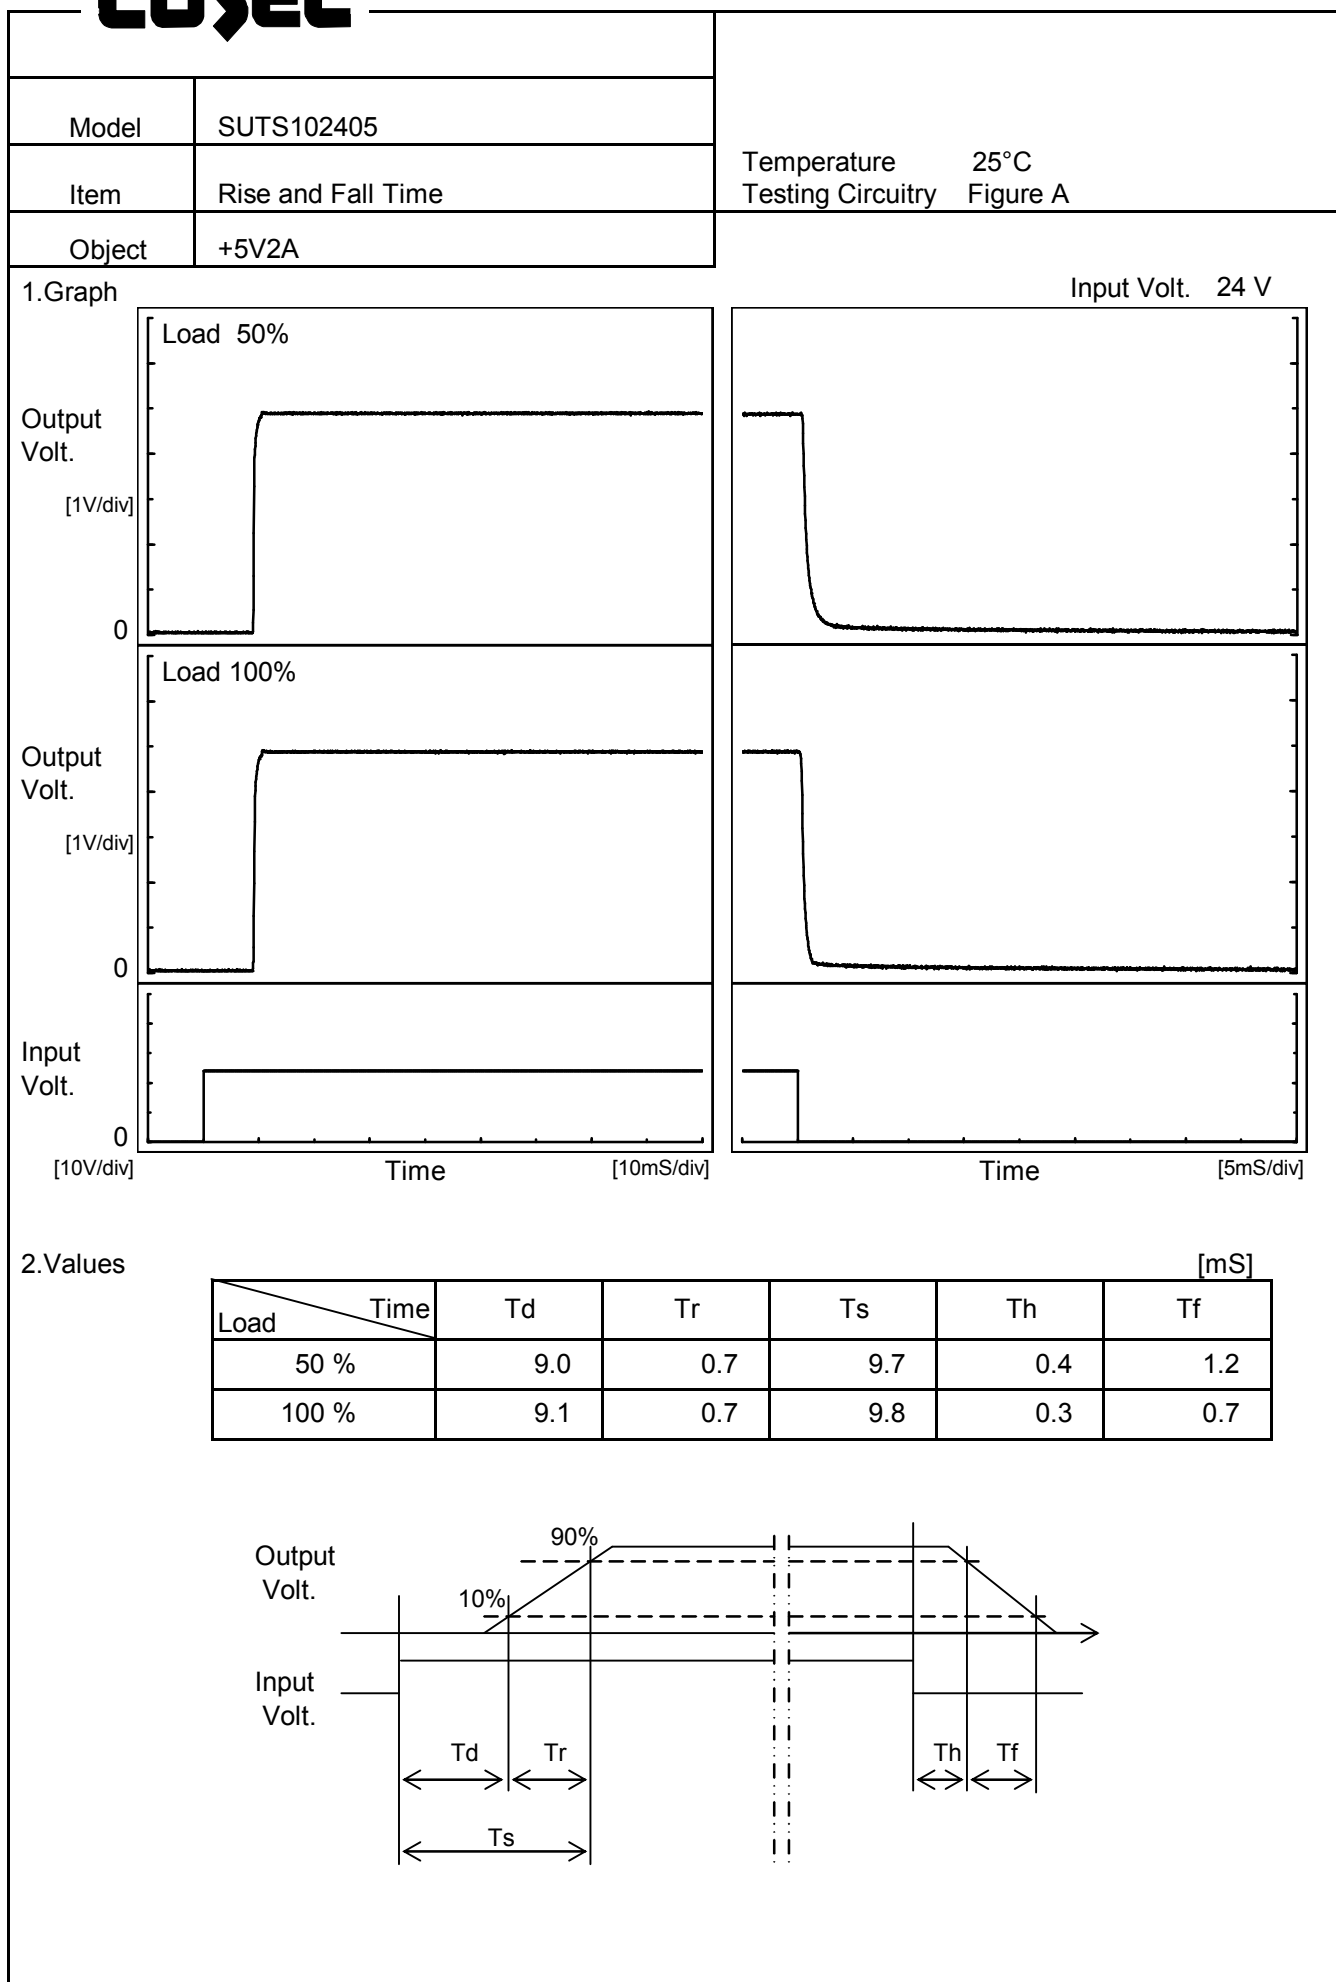 COSEL
Model SUTS102405
Item Rise and Fall Time
Temperature 25°C
Testing Circuitry Figure A
Object +5V2A
1.Graph
Input Volt. 24 V
Load 50%
Output
Volt.
[1V/div]
0
Load 100%
Output
Volt.
[1V/div]
0
Input
Volt.
0
[10V/div] Time [10mS/div] Time [5mS/div]
2.Values [mS]
Time
Load Td Tr Ts Th Tf
50 % 9.0 0.7 9.7 0.4 1.2
100 % 9.1 0.7 9.8 0.3 0.7
90%
Output
Volt.
10%
Input
Volt.
Td Tr Th Tf
Ts